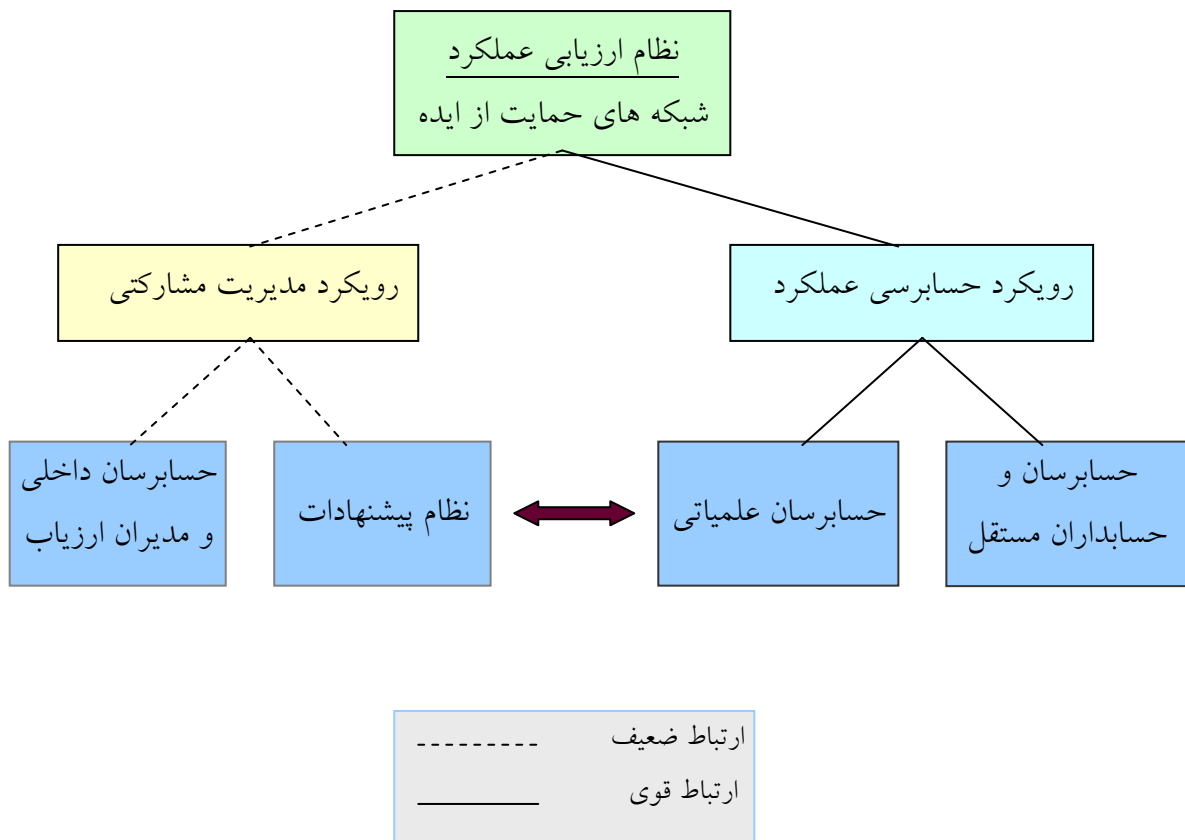 نظام ارزیابی عملکرد
شبکه های حمایت از ایده
رویکرد حسابرسی عملکرد
رویکرد مدیریت مشارکتی
حسابرسان و
حسابداران مستقل
حسابرسان علمیاتی
نظام پیشنهادات
حسابرسان داخلی
و مدیران ارزیاب
ارتباط ضعیف
ارتباط قوی